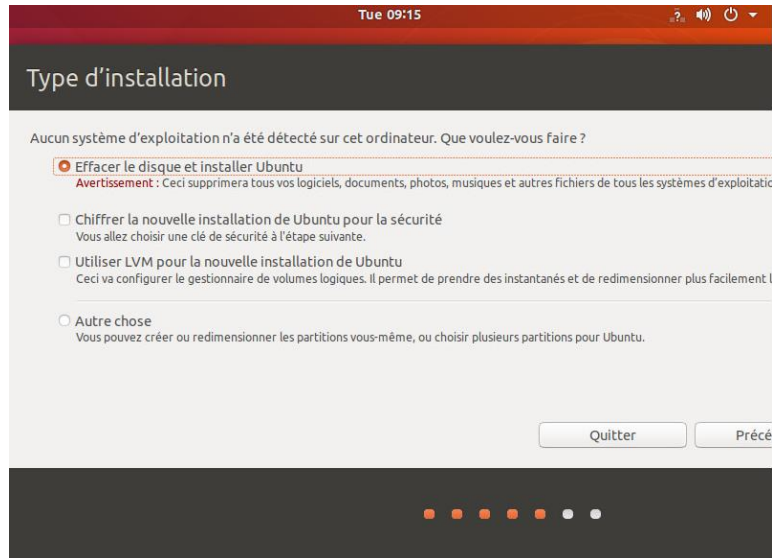 Tue 09:15
Type d'installation
Aucun système d'exploitation n'a été détecté sur cet ordinateur. Que voulez-vous faire ?
Effacer le disque et installer Ubuntu
Avertissement : Ceci supprimera tous vos logiciels, documents, photos, musiques et autres fichiers de tous les systèmes
Chiffrer la nouvelle installation de Ubuntu pour la sécurité
Vous allez choisir une clé de sécurité à l'étape suivante.
Utiliser LVM pour la nouvelle installation de Ubuntu
Ceci va configurer le gestionnaire de volumes logiques. Il permet de prendre des instantanés et de redimensionner plus facilement
Autre chose
Vous pouvez créer ou redimensionner les partitions vous-même, ou choisir plusieurs partitions pour Ubuntu.
Quitter